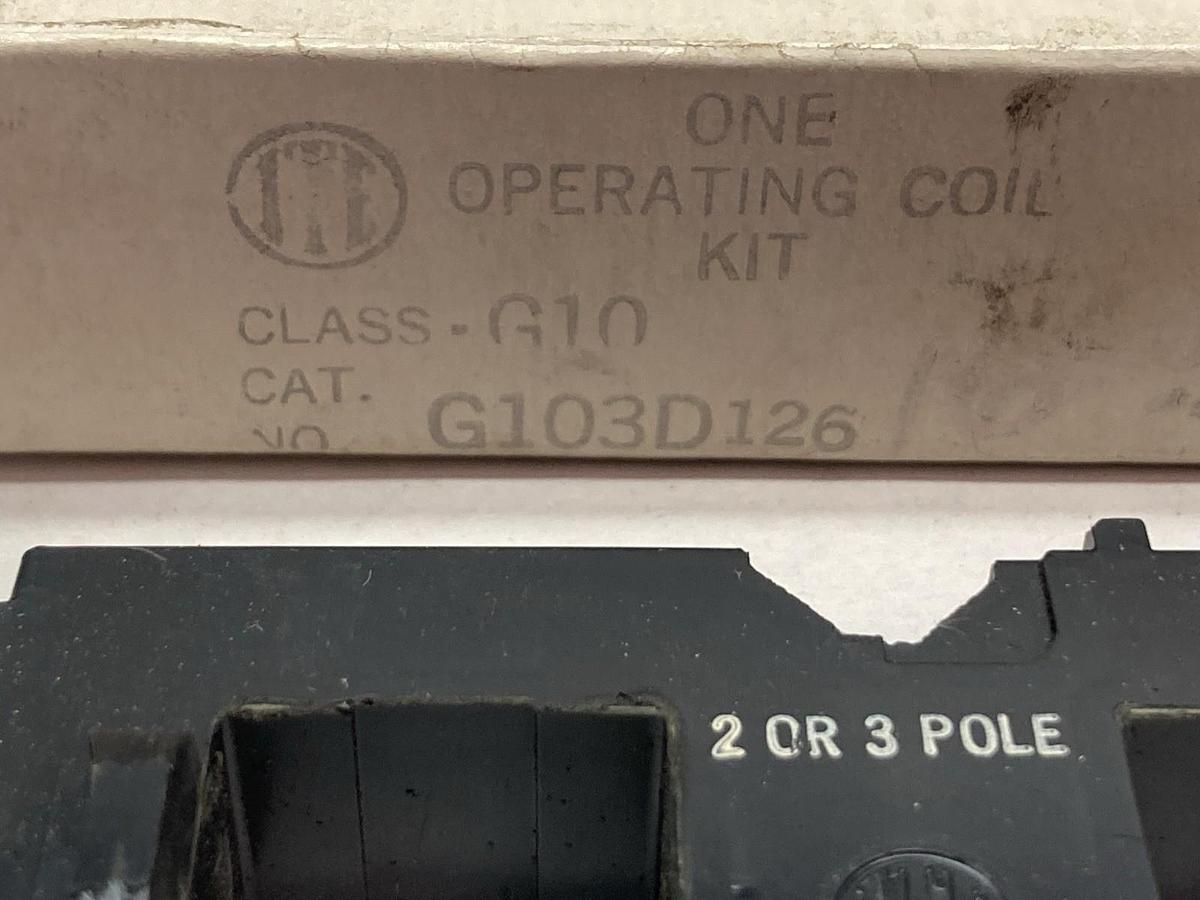 ONE
OPERATING COIL
KIT
CLASS - G10
CAT.
NO. G103D126
2 OR 3 POLE